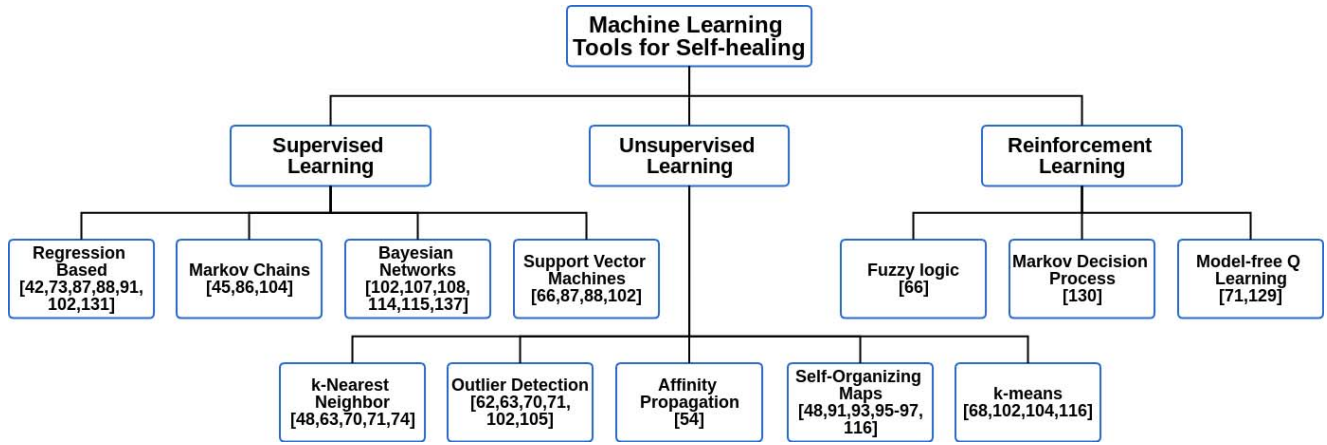 Machine Learning
Tools for Self-healing
Supervised
Learning
Unsupervised
Learning
Reinforcement
Learning
Regression
Based
[42,73,87,88,91,
102,131]
Markov Chains
[45,86,104]
Bayesian
Networks
[102,107,108,
114,115,137]
Support Vector
Machines
[66,87,88,102]
Fuzzy logic
[66]
Markov Decision
Process
[130]
Model-free Q
Learning
[71,129]
k-Nearest
Neighbor
[48,63,70,71,74]
Outlier Detection
[62,63,70,71,
102,105]
Affinity
Propagation
[54]
Self-Organizing
Maps
[48,91,93,95-97,
116]
k-means
[68,102,104,116]